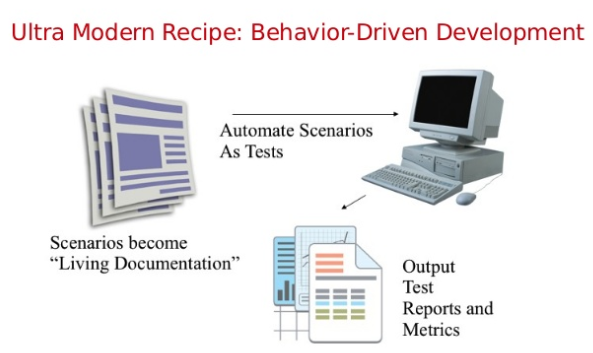 Ultra Modern Recipe: Behavior-Driven Development
Automate Scenarios
As Tests
Scenarios become
“Living Documentation”
Output
Test
Reports and
Metrics